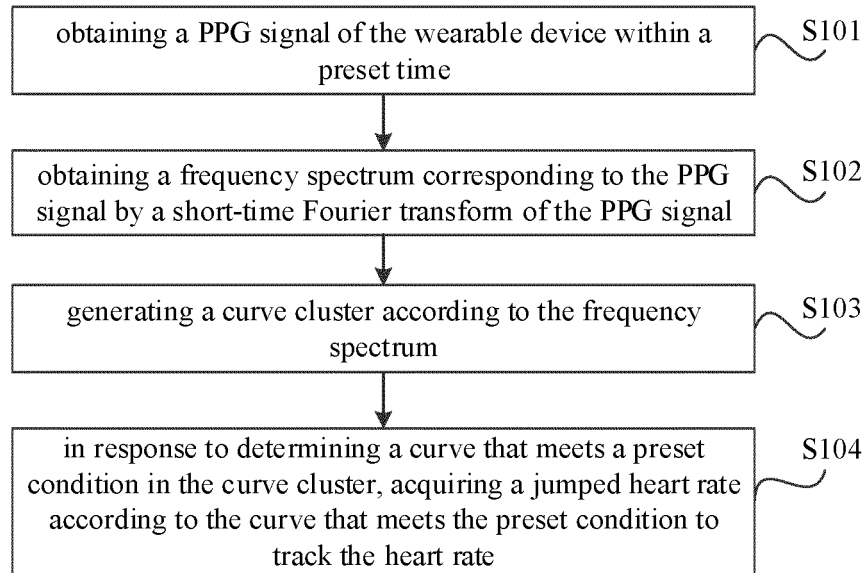 obtaining a PPG signal of the wearable device within a
preset time
S101
obtaining a frequency spectrum corresponding to the PPG
signal by a short-time Fourier transform of the PPG signal
S102
generating a curve cluster according to the frequency
spectrum
S103
in response to determining a curve that meets a preset
condition in the curve cluster, acquiring a jumped heart rate
according to the curve that meets the preset condition to
track the heart rate
S104